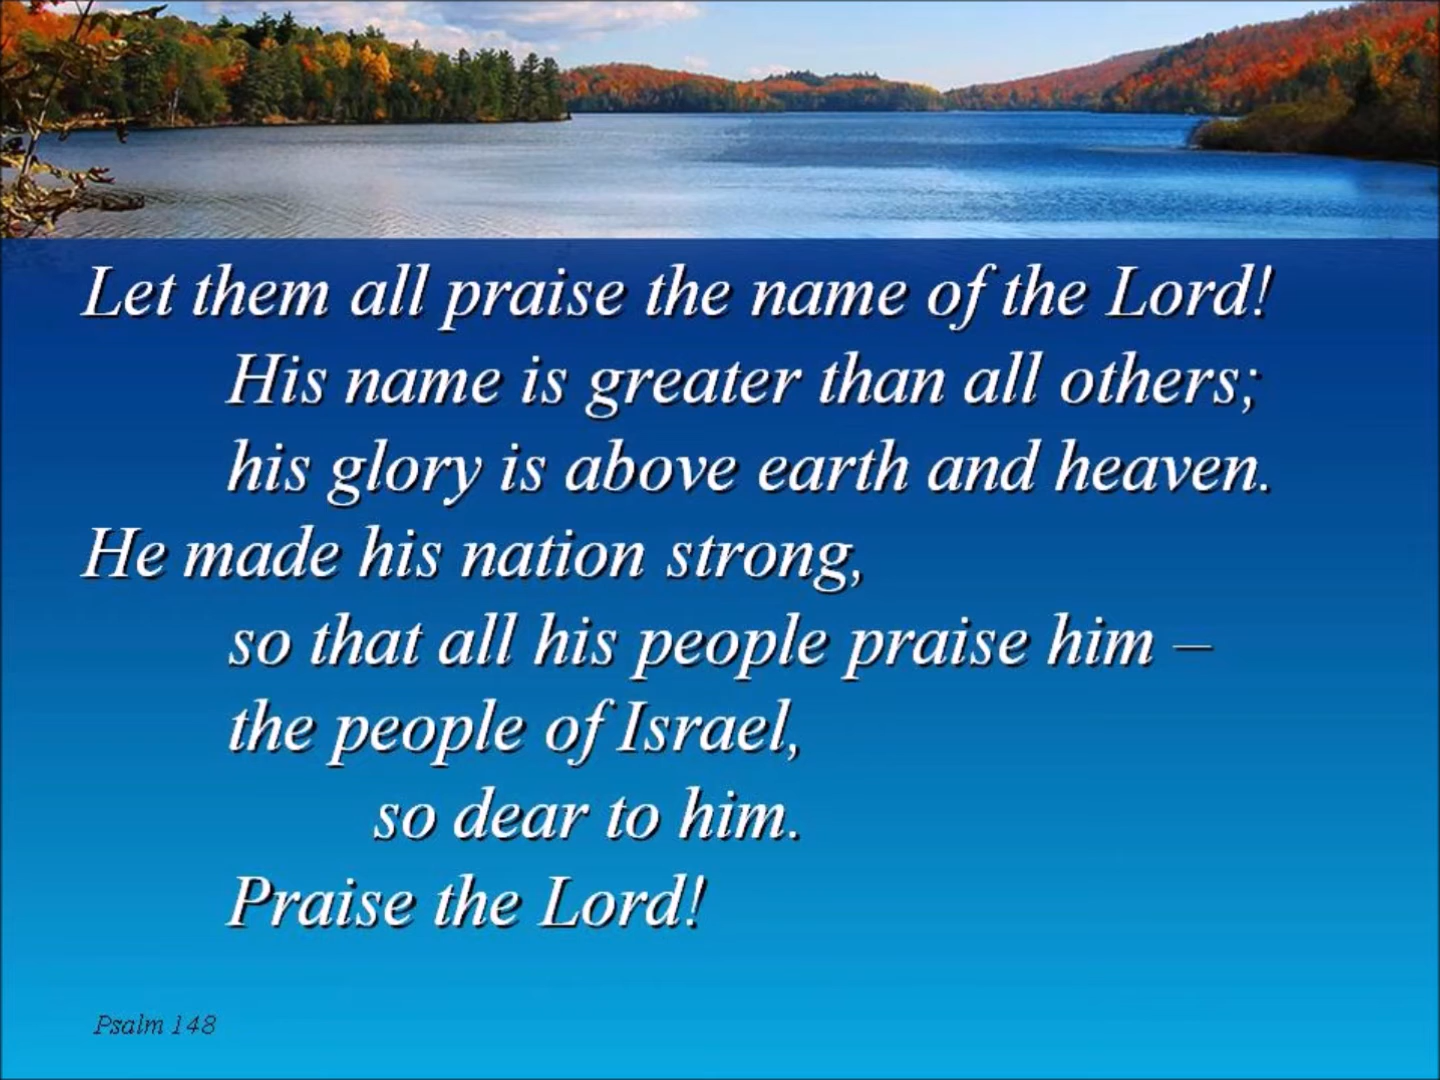 Let them all praise the name of the Lord!
His name is greater than all others;
his glory is above earth and heaven.
He made his nation strong,
so that all his people praise him –
the people of Israel,
so dear to him.
Praise the Lord!
Psalm 148